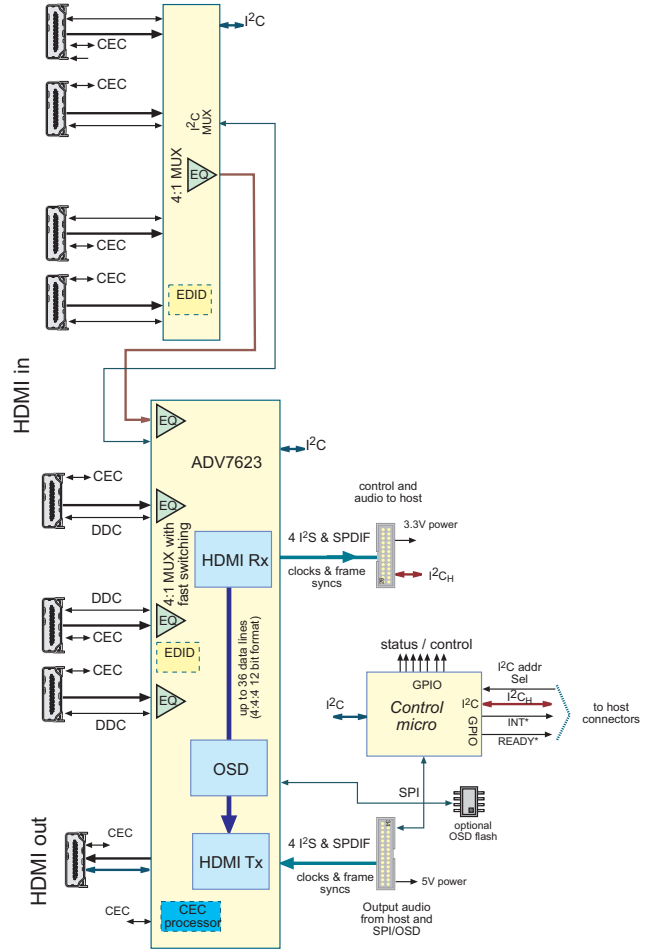 I²C
CEC
CEC
I²C
MUX
4:1 MUX
EQ
CEC
CEC
EDID
HDMI in
EQ
ADV7623
I²C
CEC
EQ
DDC
4:1 MUX with
fast switching
HDMI Rx
4 I²S & SPDIF
clocks & frame
syncs
control and
audio to host
3.3V power
26
I²CH
DDC
EQ
CEC
EDID
CEC
EQ
DDC
up to 36 data lines
(4:4:4 12 bit format)
status / control
GPIO
I²C
Control
micro
I²C
GPIO
I²C addr
Sel
I²CH
INT*
READY*
to host
connectors
OSD
SPI
optional
OSD flash
HDMI out
CEC
HDMI Tx
4 I²S & SPDIF
clocks & frame
syncs
5V power
Output audio
from host and
SPI/OSD
CEC
CEC
processor